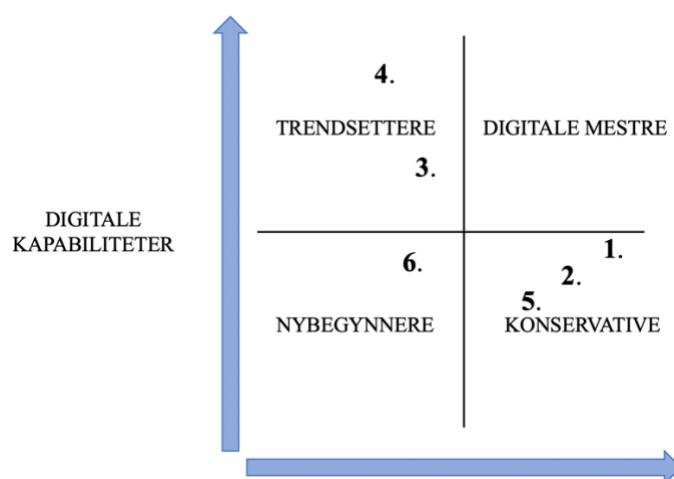 4.
TRENDSETTERE
DIGITALE MESTRE
3.
DIGITALE
KAPABILITETER
6.
1.
2.
5.
NYBEGYNNERE
KONSERVATIVE